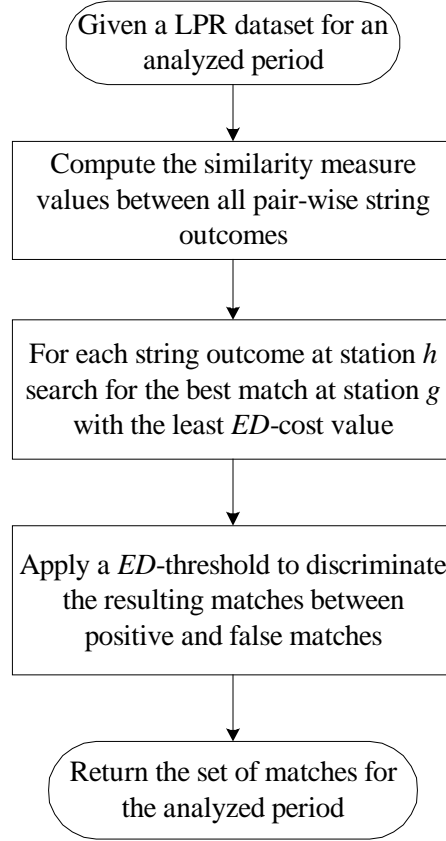 Given a LPR dataset for an
analyzed period
Compute the similarity measure
values between all pair-wise string
outcomes
For each string outcome at station h
search for the best match at station g
with the least ED-cost value
Apply a ED-threshold to discriminate
the resulting matches between
positive and false matches
Return the set of matches for
the analyzed period